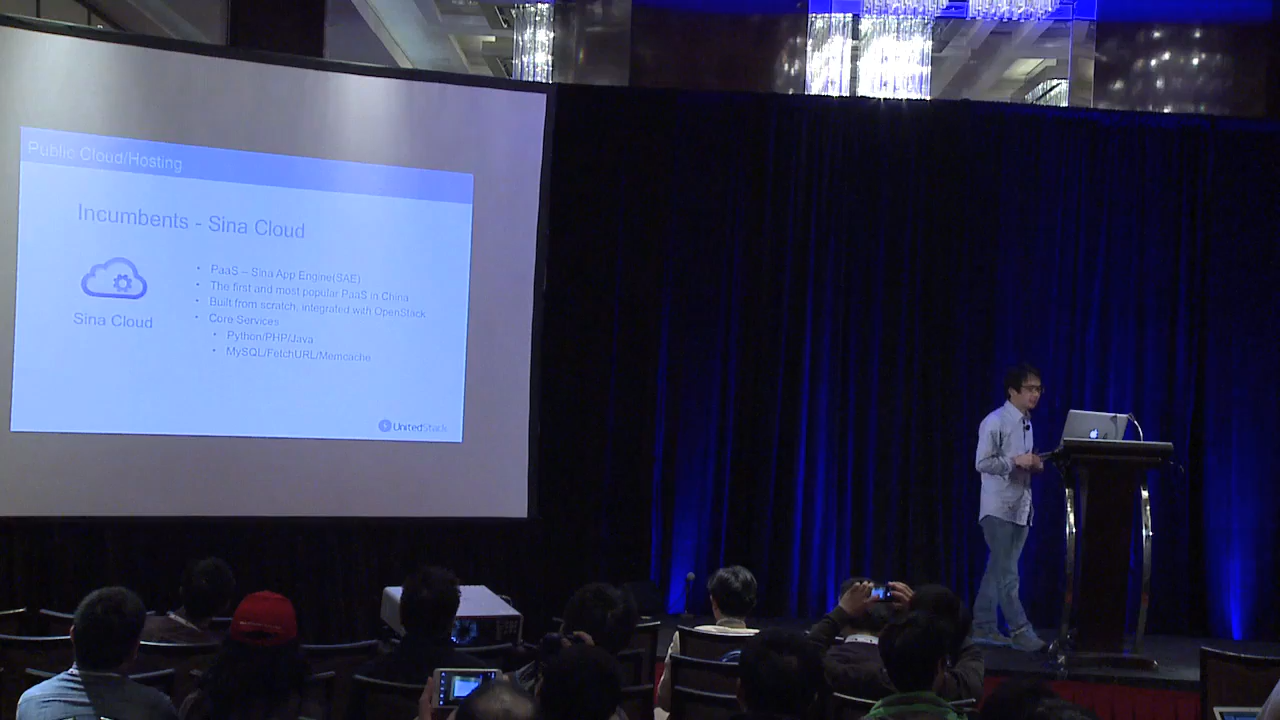 Public Cloud/Hosting
Incumbents - Sina Cloud
Sina Cloud
• PaaS – Sina App Engine(SAE)
• The first and most popular PaaS in China
• Built from scratch, integrated with OpenStack
• Core Services
• Python/PHP/Java
• MySQL/FetchURL/Memcache
UnitedStack